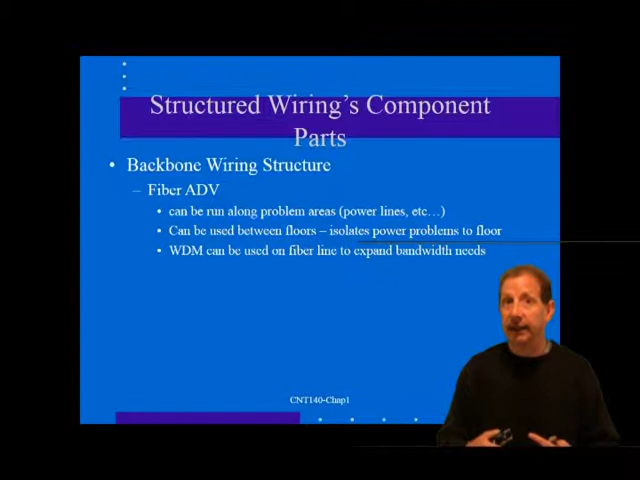 Structured Wiring's Component
Parts
• Backbone Wiring Structure
– Fiber ADV
• can be run along problem areas (power lines, etc…)
• Can be used between floors – isolates power problems to floor
• WDM can be used on fiber line to expand bandwidth needs
CNT140-Chap1